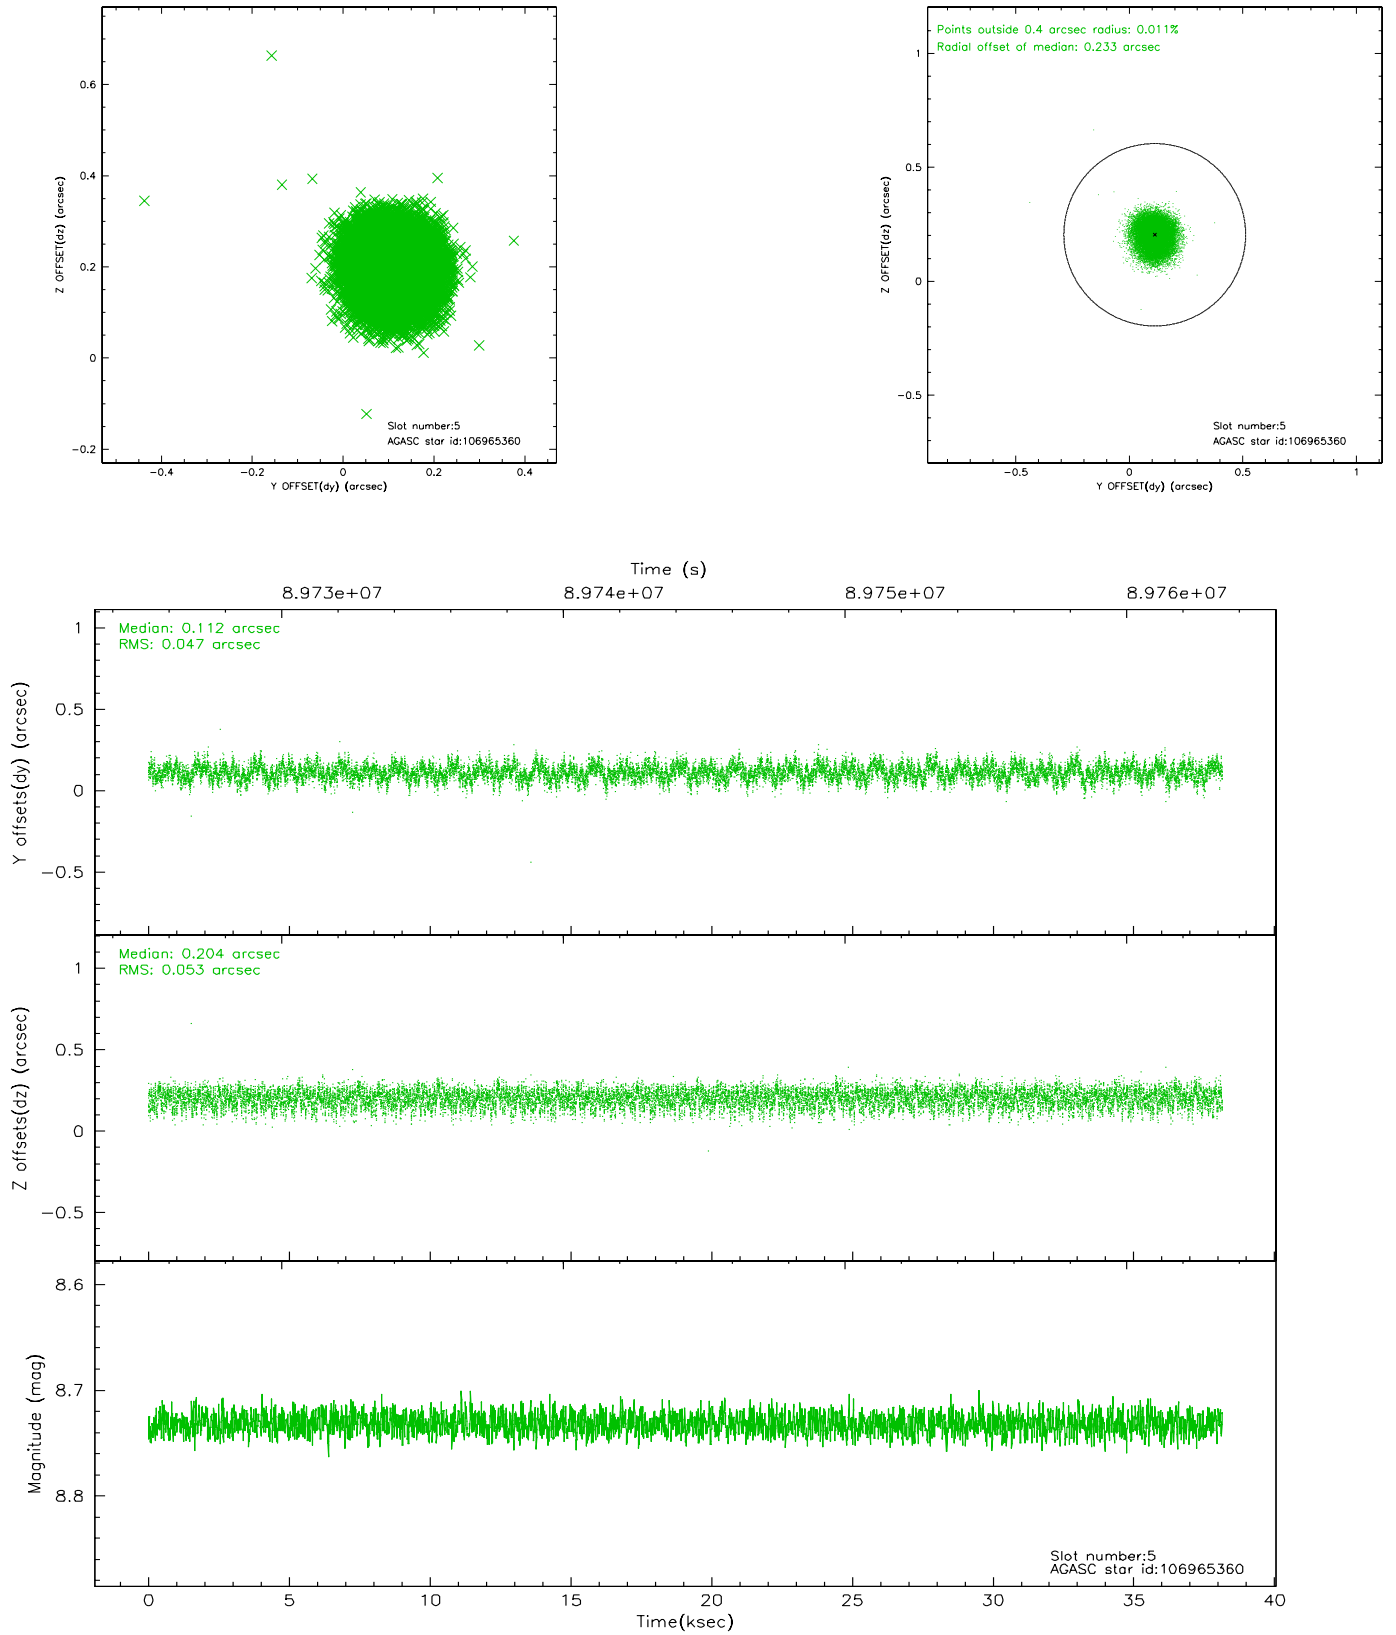 0.6
0.4
0.2
0
−0.2
Z OFFSET(dz) (arcsec)
Slot number:5
AGASC star id:106965360
−0.4
−0.2
0
0.2
0.4
Y OFFSET(dy) (arcsec)
Points outside 0.4 arcsec radius: 0.011%
Radial offset of median: 0.233 arcsec
1
0.5
0
−0.5
Z OFFSET(dz) (arcsec)
Slot number:5
AGASC star id:106965360
−0.5
0
0.5
1
Y OFFSET(dy) (arcsec)
Time (s)
8.973e+07
8.974e+07
8.975e+07
8.976e+07
Median: 0.112 arcsec
RMS: 0.047 arcsec
1
0.5
0
−0.5
Y offsets(dy) (arcsec)
Median: 0.204 arcsec
RMS: 0.053 arcsec
1
0.5
0
−0.5
Z offsets(dz) (arcsec)
8.6
8.7
8.8
Magnitude (mag)
Slot number:5
AGASC star id:106965360
0
5
10
15
20
25
30
35
40
Time(ksec)